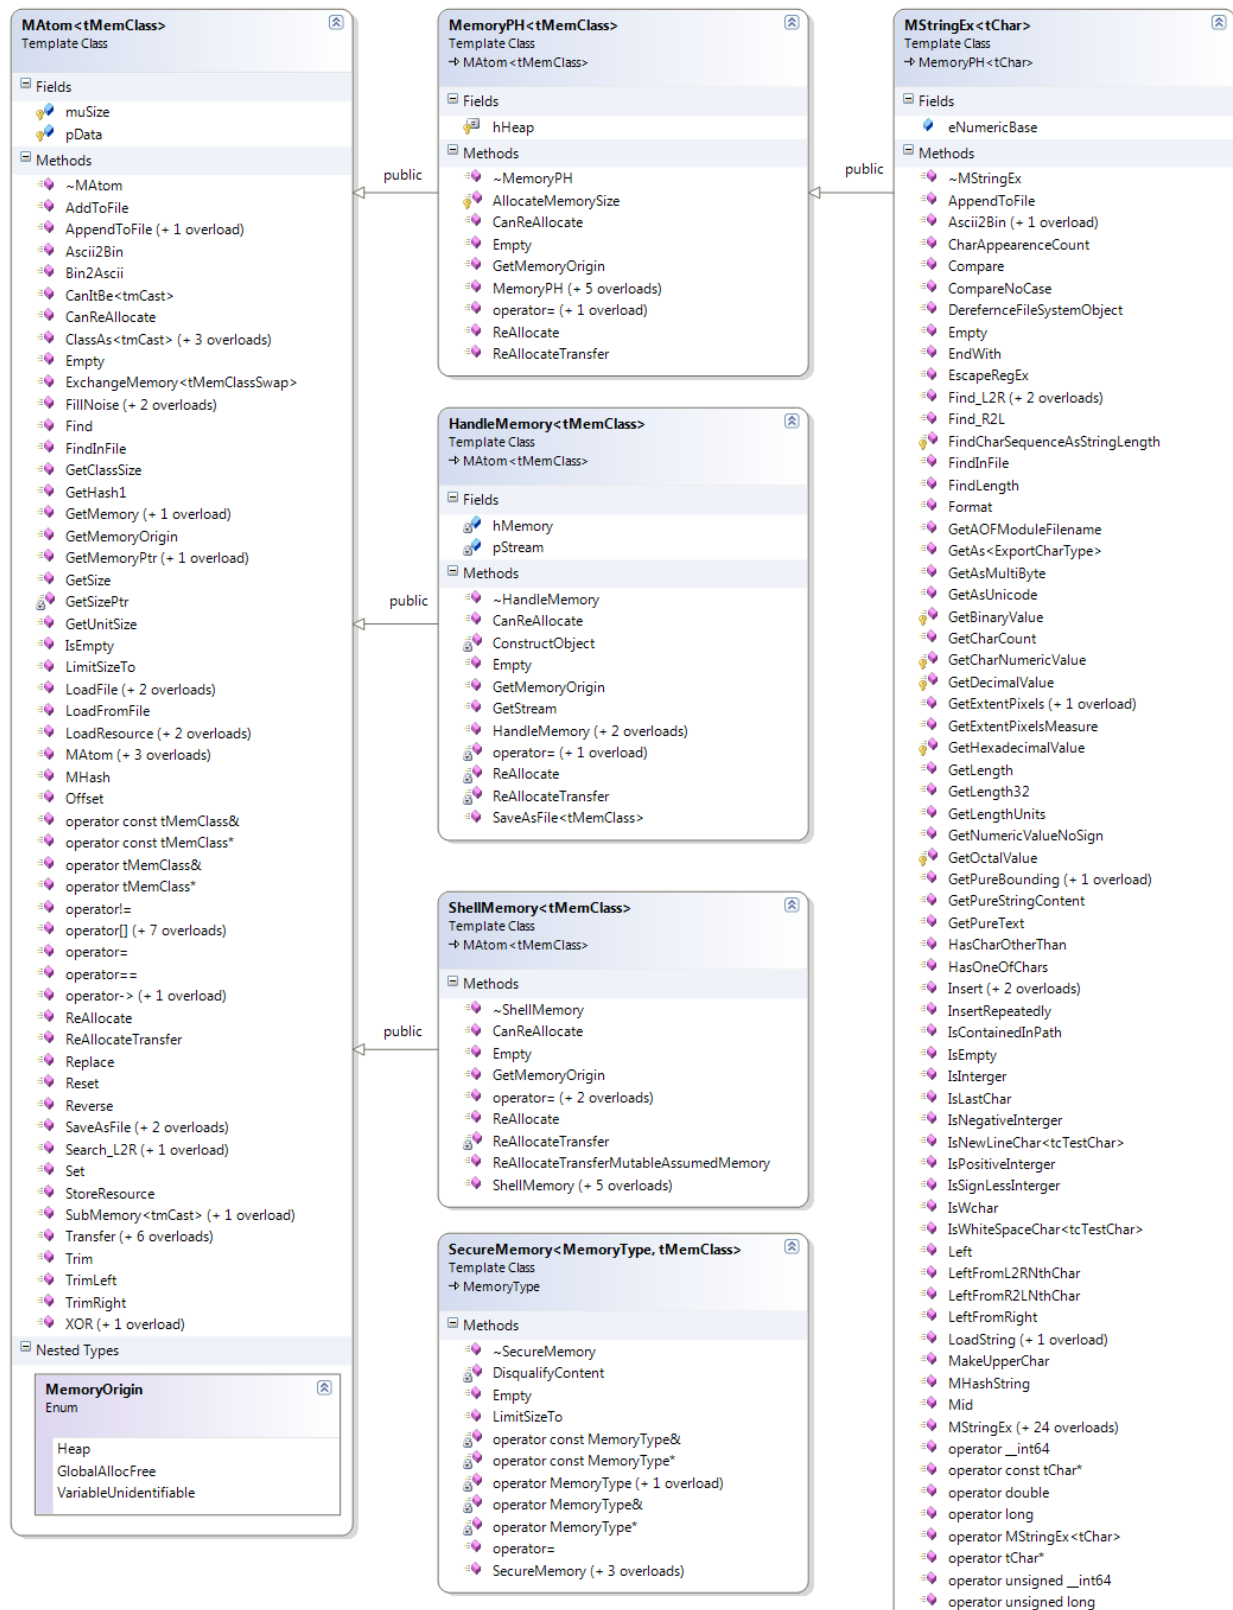 MAtom<tMemClass>
Template Class
Fields
muSize
pData
Methods
~MAtom
AddToFile
AppendToFile (+ 1 overload)
Ascii2Bin
Bin2Ascii
CanItBe<tmCast>
CanReAllocate
ClassAs<tmCast> (+ 3 overloads)
Empty
ExchangeMemory<tMemClassSwap>
FillNoise (+ 2 overloads)
Find
FindInFile
GetClassSize
GetHash1
GetMemory (+ 1 overload)
GetMemoryOrigin
GetMemoryPtr (+ 1 overload)
GetSize
GetSizePtr
GetUnitSize
IsEmpty
LimitSizeTo
LoadFile (+ 2 overloads)
LoadFromFile
LoadResource (+ 2 overloads)
MAtom (+ 3 overloads)
MHash
Offset
operator const tMemClass&
operator const tMemClass*
operator tMemClass&
operator tMemClass*
operator!=
operator[] (+ 7 overloads)
operator=
operator==
operator-> (+ 1 overload)
ReAllocate
ReAllocateTransfer
Replace
Reset
Reverse
SaveAsFile (+ 2 overloads)
Search_L2R (+ 1 overload)
Set
StoreResource
SubMemory<tmCast> (+ 1 overload)
Transfer (+ 6 overloads)
Trim
TrimLeft
TrimRight
XOR (+ 1 overload)
Nested Types
MemoryOrigin
Enum
Heap
GlobalAllocFree
VariableUnidentifiable
public
public
public
MemoryPH<tMemClass>
Template Class
MAtom<tMemClass>
Fields
hHeap
Methods
~MemoryPH
AllocateMemorySize
CanReAllocate
Empty
GetMemoryOrigin
MemoryPH (+ 5 overloads)
operator= (+ 1 overload)
ReAllocate
ReAllocateTransfer
HandleMemory<tMemClass>
Template Class
MAtom<tMemClass>
Fields
hMemory
pStream
Methods
~HandleMemory
CanReAllocate
ConstructObject
Empty
GetMemoryOrigin
GetStream
HandleMemory (+ 2 overloads)
operator= (+ 1 overload)
ReAllocate
ReAllocateTransfer
SaveAsFile<tMemClass>
ShellMemory<tMemClass>
Template Class
MAtom<tMemClass>
Methods
~ShellMemory
CanReAllocate
Empty
GetMemoryOrigin
operator= (+ 2 overloads)
ReAllocate
ReAllocateTransfer
ReAllocateTransferMutableAssumedMemory
ShellMemory (+ 5 overloads)
SecureMemory<MemoryType, tMemClass>
Template Class
MemoryType
Methods
~SecureMemory
DisqualifyContent
Empty
LimitSizeTo
operator const MemoryType&
operator const MemoryType*
operator MemoryType (+ 1 overload)
operator MemoryType&
operator MemoryType*
operator=
SecureMemory (+ 3 overloads)
public
MStringEx<tChar>
Template Class
MemoryPH<tChar>
Fields
eNumericBase
Methods
~MStringEx
AppendToFile
Ascii2Bin (+ 1 overload)
CharAppearenceCount
Compare
CompareNoCase
DerefernceFileSystemObject
Empty
EndWith
EscapeRegEx
Find_L2R (+ 2 overloads)
Find_R2L
FindCharSequenceAsStringLength
FindInFile
FindLength
Format
GetAOFModuleFilename
GetAs<ExportCharType>
GetAsMultiByte
GetAsUnicode
GetBinaryValue
GetCharCount
GetCharNumericValue
GetDecimalValue
GetExtentPixels (+ 1 overload)
GetExtentPixelsMeasure
GetHexadecimalValue
GetLength
GetLength32
GetLengthUnits
GetNumericValueNoSign
GetOctalValue
GetPureBounding (+ 1 overload)
GetPureStringContent
GetPureText
HasCharOtherThan
HasOneOfChars
Insert (+ 2 overloads)
InsertRepeatedly
IsContainedInPath
IsEmpty
IsInterger
IsLastChar
IsNegativeInterger
IsNewLineChar<tcTestChar>
IsPositiveInterger
IsSignLessInterger
IsWchar
IsWhiteSpaceChar<tcTestChar>
Left
LeftFromL2RNthChar
LeftFromR2LNthChar
LeftFromRight
LoadString (+ 1 overload)
MakeUpperChar
MHashString
Mid
MStringEx (+ 24 overloads)
operator __int64
operator const tChar*
operator double
operator long
operator MStringEx<tChar>
operator tChar*
operator unsigned __int64
operator unsigned long